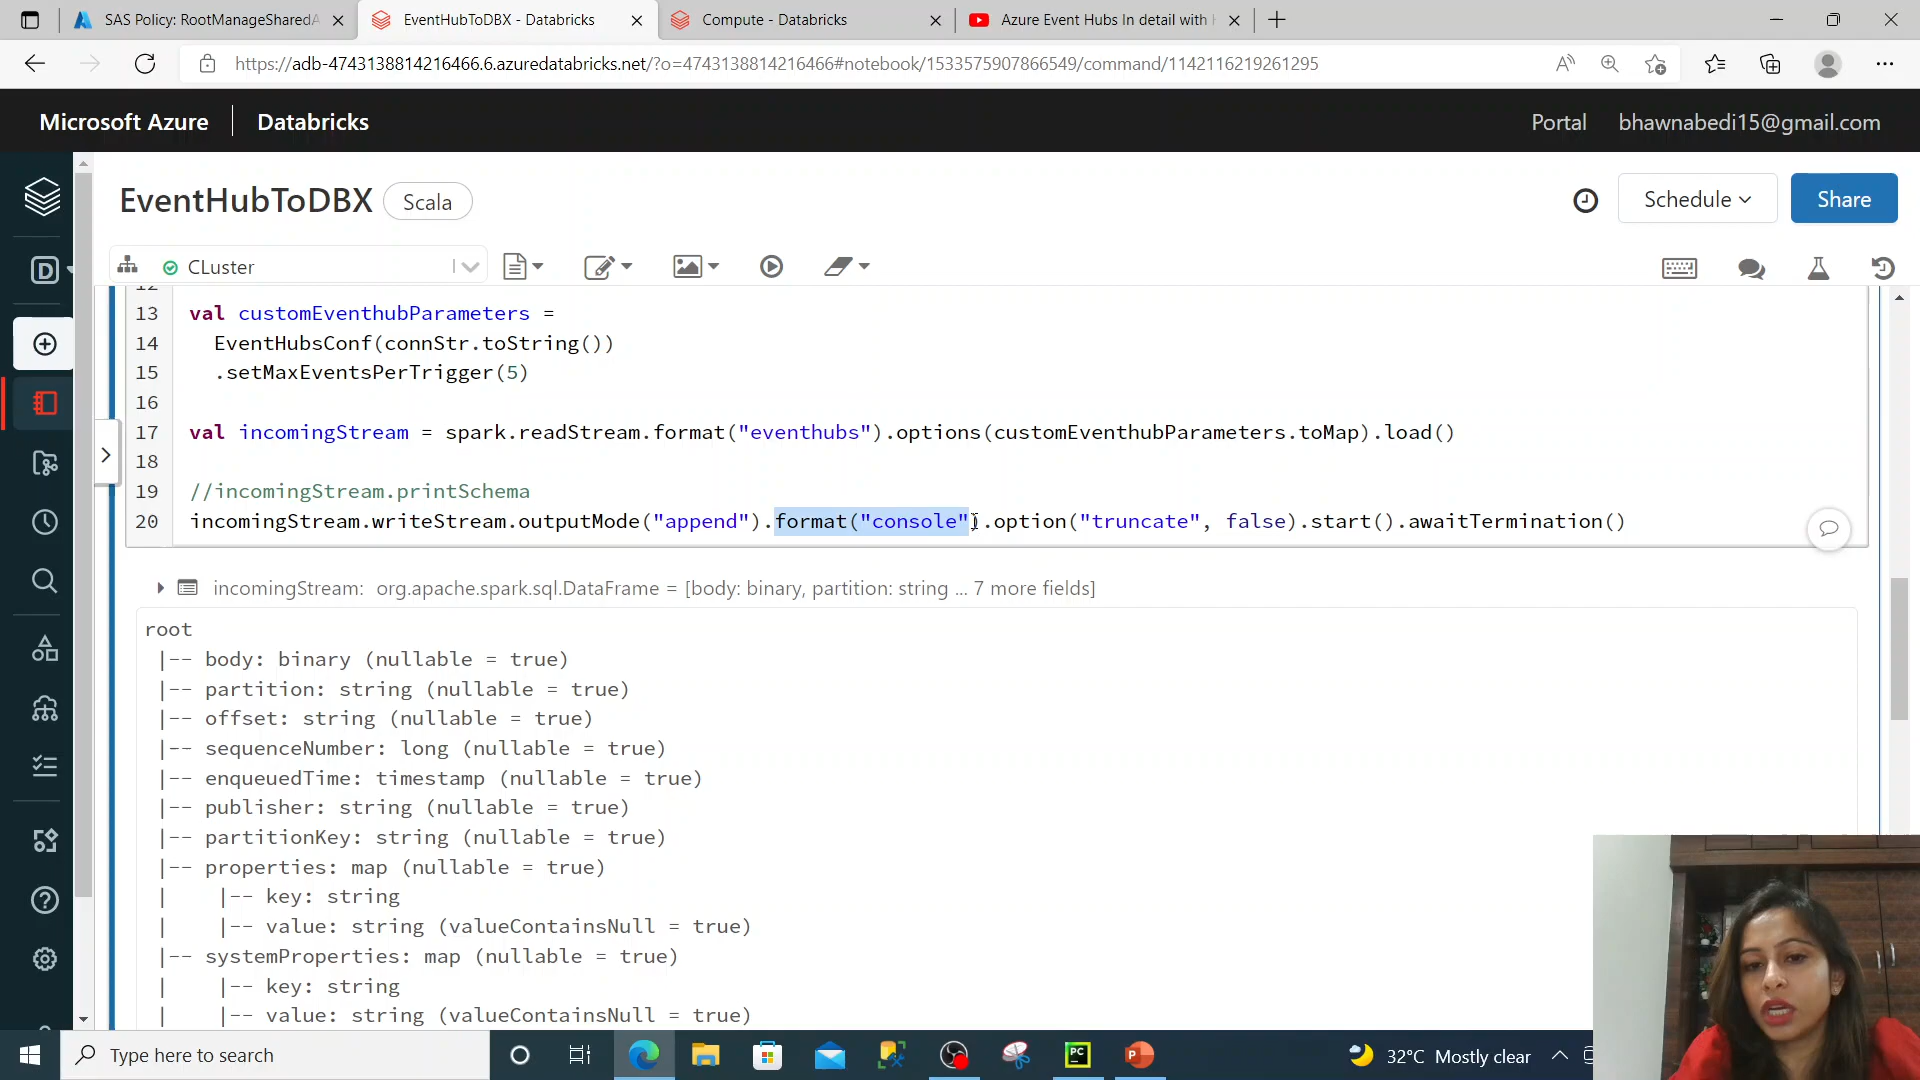 SAS Policy: RootManageSharedA
EventHubToDBX - Databricks
Compute - Databricks
Azure Event Hubs In detail with
https://adb-4743138814216466.6.azuredatabricks.net/?o=4743138814216466#notebook/1533575907866549/command/1142116219261295
Microsoft Azure
Databricks
Portal
bhawnabedi15@gmail.com
EventHubToDBX
Scala
Schedule
Share
CLuster
12
13 val customEventhubParameters =
14 EventHubsConf(connStr.toString())
15 .setMaxEventsPerTrigger(5)
16
17 val incomingStream = spark.readStream.format("eventhubs").options(customEventhubParameters.toMap).load()
18
19 //incomingStream.printSchema
20 incomingStream.writeStream.outputMode("append").format("console").option("truncate", false).start().awaitTermination()
incomingStream: org.apache.spark.sql.DataFrame = [body: binary, partition: string ... 7 more fields]
root
|-- body: binary (nullable = true)
|-- partition: string (nullable = true)
|-- offset: string (nullable = true)
|-- sequenceNumber: long (nullable = true)
|-- enqueuedTime: timestamp (nullable = true)
|-- publisher: string (nullable = true)
|-- partitionKey: string (nullable = true)
|-- properties: map (nullable = true)
| |-- key: string
| |-- value: string (valueContainsNull = true)
|-- systemProperties: map (nullable = true)
| |-- key: string
| |-- value: string (valueContainsNull = true)
Type here to search
32°C Mostly clear